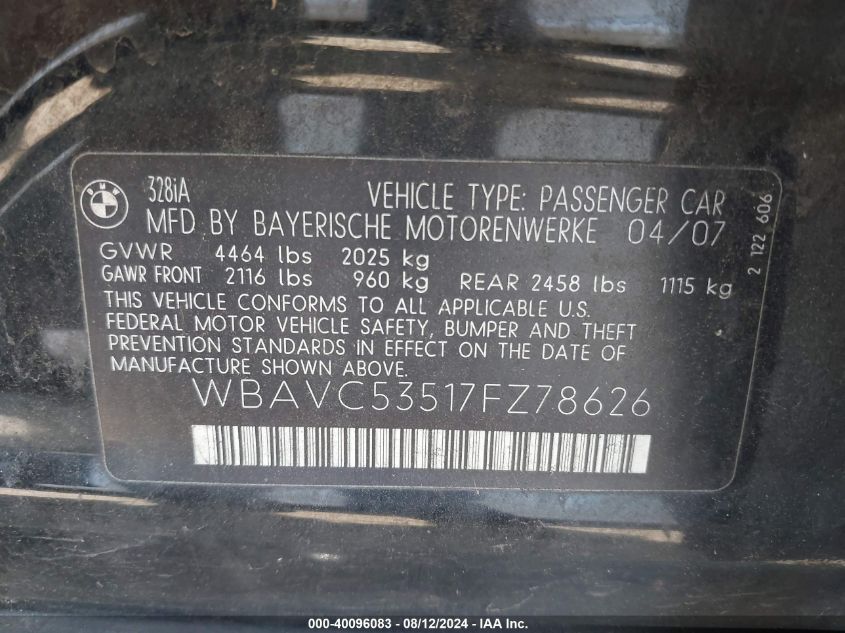 BMW
328iA
VEHICLE TYPE: PASSENGER CAR
MFD BY BAYERISCHE MOTORENWERKE 04/07
GVWR 4464 lbs 2025 kg
GAWR FRONT 2116 lbs 960 kg REAR 2458 lbs 1115 kg
THIS VEHICLE CONFORMS TO ALL APPLICABLE U.S.
FEDERAL MOTOR VEHICLE SAFETY, BUMPER AND THEFT
PREVENTION STANDARDS IN EFFECT ON THE DATE OF
MANUFACTURE SHOWN ABOVE.
WBAVC53517FZ78626
2 122 606
000-40096083 - 08/12/2024 - IAA Inc.